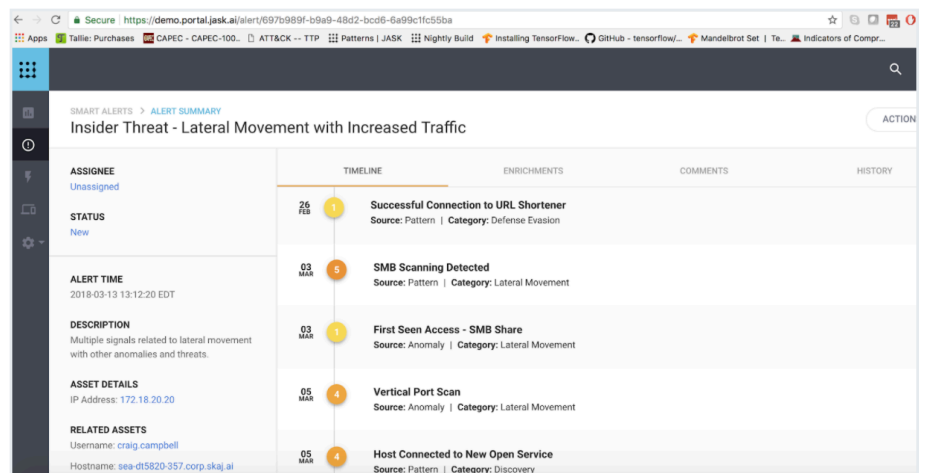 Secure https://demo.portal.jask.ai/alert/697b989f-b9a9-48d2-bcd6-6a99c1fc55ba
Apps Tallie: Purchases CAPEC - CAPEC-100.. ATT&CK -- TTP Patterns | JASK Nightly Build Installing TensorFlow.. GitHub - tensorflow/... Mandelbrot Set | Te... Indicators of Compr...
SMART ALERTS > ALERT SUMMARY
Insider Threat - Lateral Movement with Increased Traffic
ACTION
ASSIGNEE
Unassigned
STATUS
New
ALERT TIME
2018-03-13 13:12:20 EDT
DESCRIPTION
Multiple signals related to lateral movement
with other anomalies and threats.
ASSET DETAILS
IP Address: 172.18.20.20
RELATED ASSETS
Username: craig.campbell
Hostname: sea-dt5820-357.corp.skaj.ai
TIMELINE ENRICHMENTS COMMENTS HISTORY
26 FEB 1 Successful Connection to URL Shortener
Source: Pattern | Category: Defense Evasion
03 MAR 5 SMB Scanning Detected
Source: Pattern | Category: Lateral Movement
03 MAR 1 First Seen Access - SMB Share
Source: Anomaly | Category: Lateral Movement
05 MAR 4 Vertical Port Scan
Source: Anomaly | Category: Lateral Movement
05 MAR 4 Host Connected to New Open Service
Source: Pattern | Category: Discovery